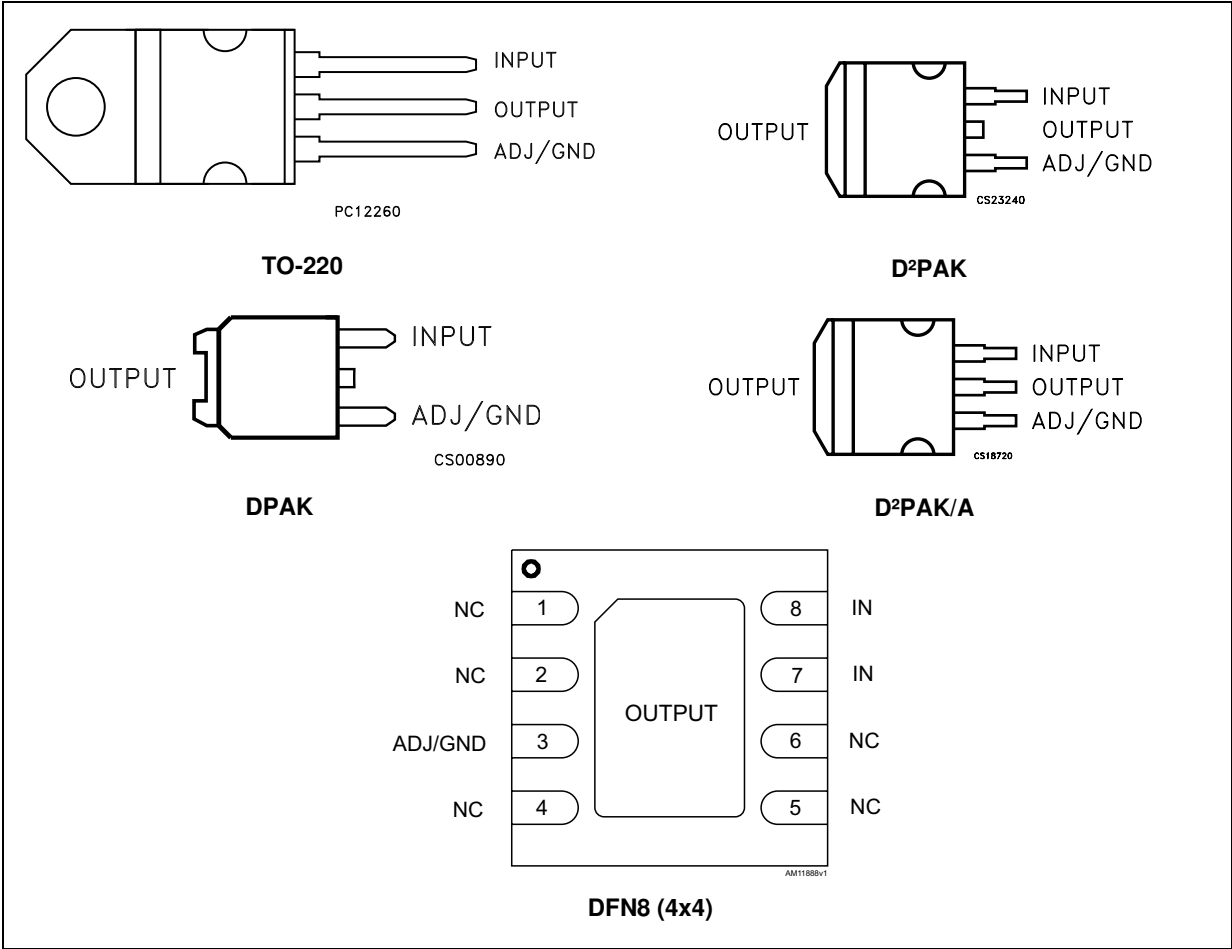 INPUT
OUTPUT
ADJ/GND
PC12260
TO-220
OUTPUT
INPUT
OUTPUT
ADJ/GND
CS23240
D²PAK
OUTPUT
INPUT
ADJ/GND
CS00890
DPAK
OUTPUT
INPUT
OUTPUT
ADJ/GND
CS18720
D²PAK/A
NC 1 8 IN
NC 2 7 IN
OUTPUT
ADJ/GND 3 6 NC
NC 4 5 NC
AM11888v1
DFN8 (4x4)